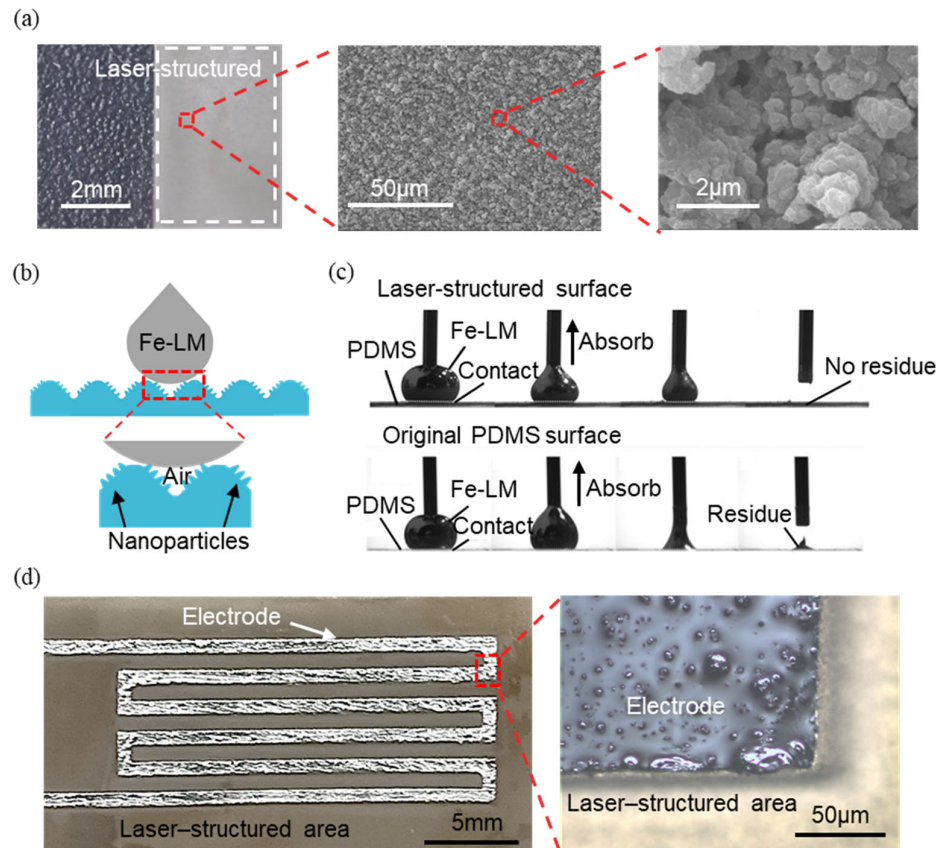 (a)
Laser-structured
2mm
50μm
2μm
(b)
Fe-LM
Air
Nanoparticles
(c)
Laser-structured surface
PDMS
Fe-LM
Contact
Absorb
No residue
Original PDMS surface
PDMS
Fe-LM
Contact
Absorb
Residue
(d)
Electrode
Laser–structured area
5mm
Electrode
Laser–structured area
50μm